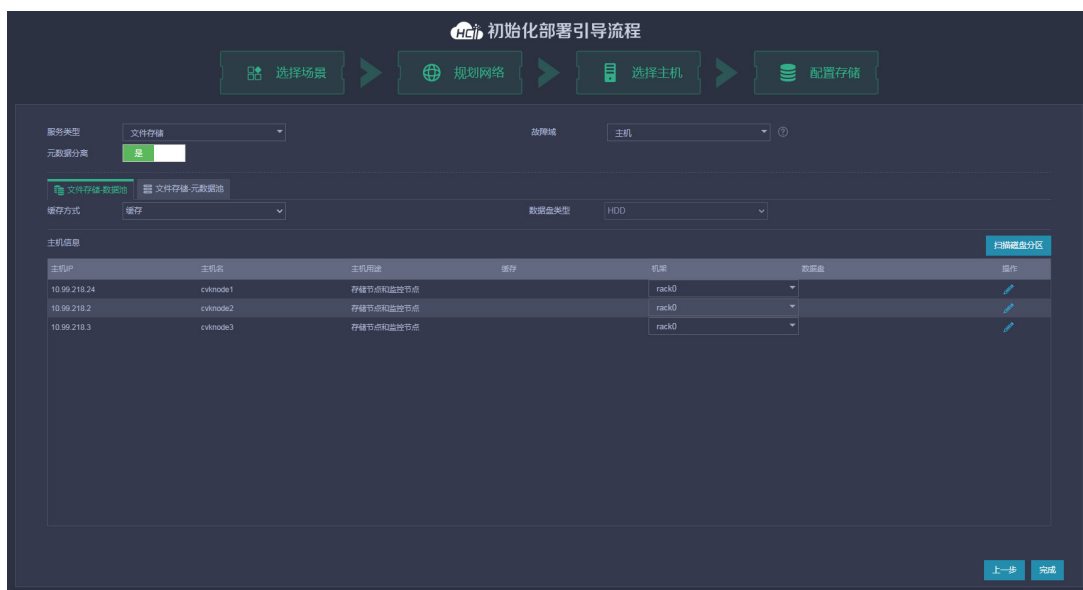 HCI 初始化部署引导流程
选择场景 规划网络 选择主机 配置存储
服务类型 文件存储 故障域 主机 ?
元数据分离 是
文件存储-数据池 文件存储-元数据池
缓存方式 缓存 数据盘类型 HDD
主机信息 扫描磁盘分区
主机IP 主机名 主机用途 缓存 机架 数据盘 操作
10.99.218.24 cvknode1 存储节点和监控节点 rack0
10.99.218.2 cvknode2 存储节点和监控节点 rack0
10.99.218.3 cvknode3 存储节点和监控节点 rack0
上一步 完成